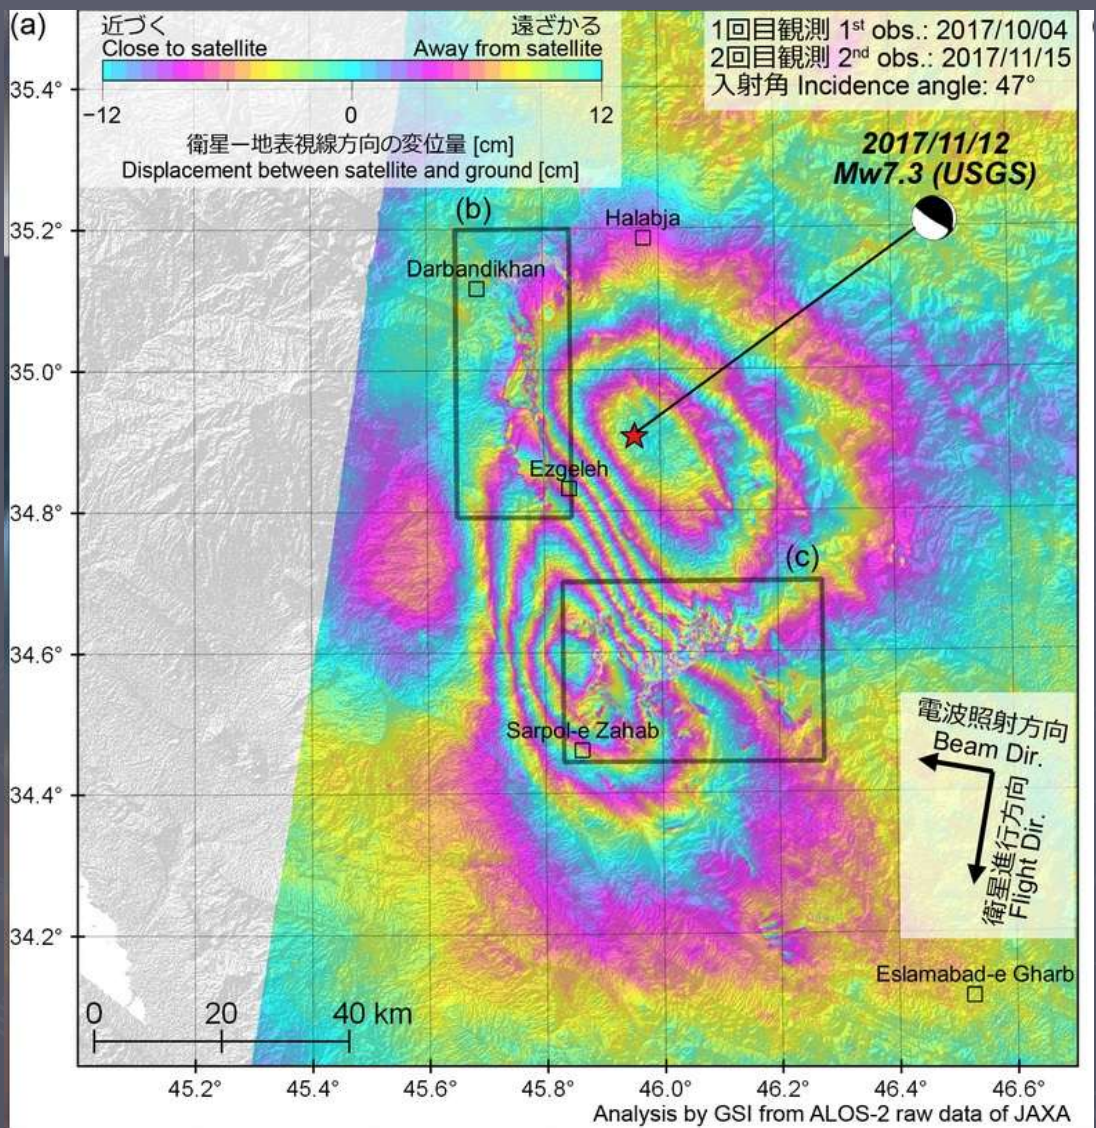 (a)
近づく 遠ざかる
Close to satellite Away from satellite
−12 0 12
衛星ー地表視線方向の変位量 [cm]
Displacement between satellite and ground [cm]
1回目観測 1st obs.: 2017/10/04
2回目観測 2nd obs.: 2017/11/15
入射角 Incidence angle: 47°
2017/11/12
Mw7.3 (USGS)
35.4°
35.2°
35.0°
34.8°
34.6°
34.4°
34.2°
(b)
Halabja
Darbandikhan
Ezgeleh
(c)
Sarpol-e Zahab
電波照射方向
Beam Dir.
衛星進行方向
Flight Dir.
Eslamabad-e Gharb
0 20 40 km
45.2° 45.4° 45.6° 45.8° 46.0° 46.2° 46.4° 46.6°
Analysis by GSI from ALOS-2 raw data of JAXA